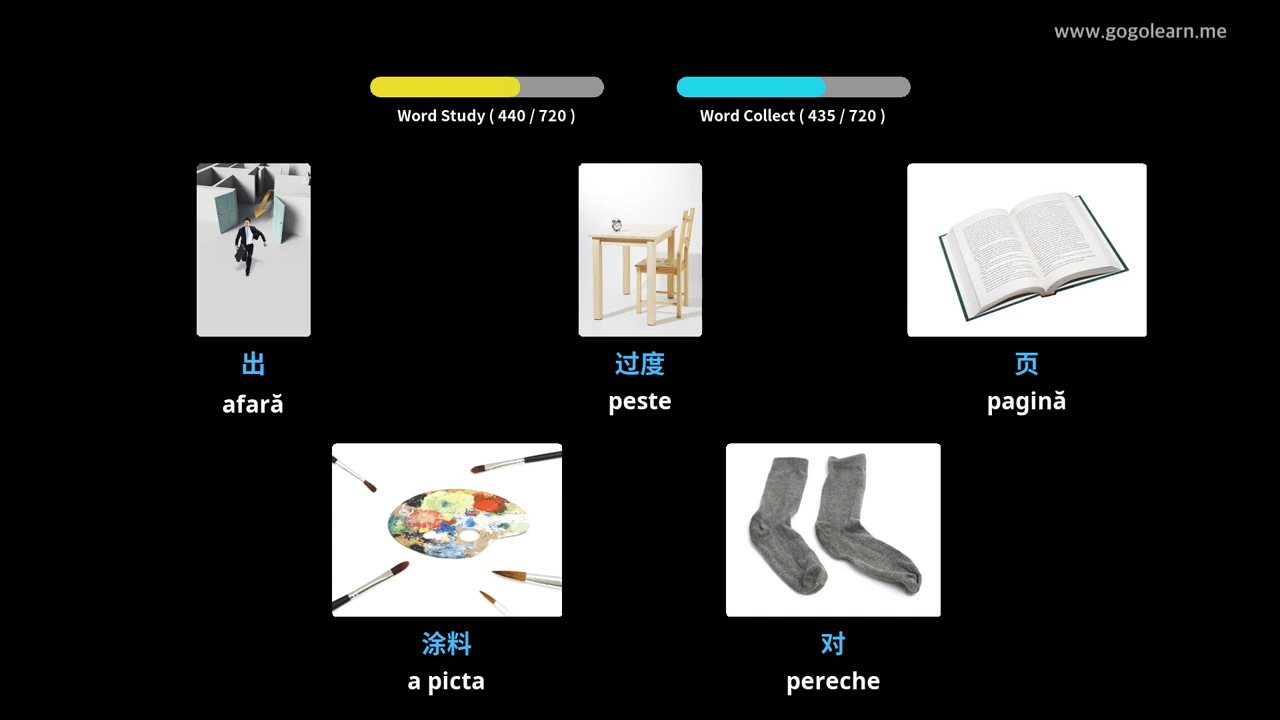 www.gogolearn.me
Word Study ( 440 / 720 )
Word Collect ( 435 / 720 )
出
afară
过度
peste
页
pagină
涂料
a picta
对
pereche